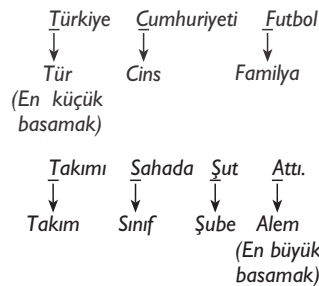 Türkiye Cumhuriyeti Futbol
Tür Cins Familya
(En küçük
basamak)
Takımı Sahada Şut Attı.
Takım Sınıf Şube Alem
(En büyük
basamak)